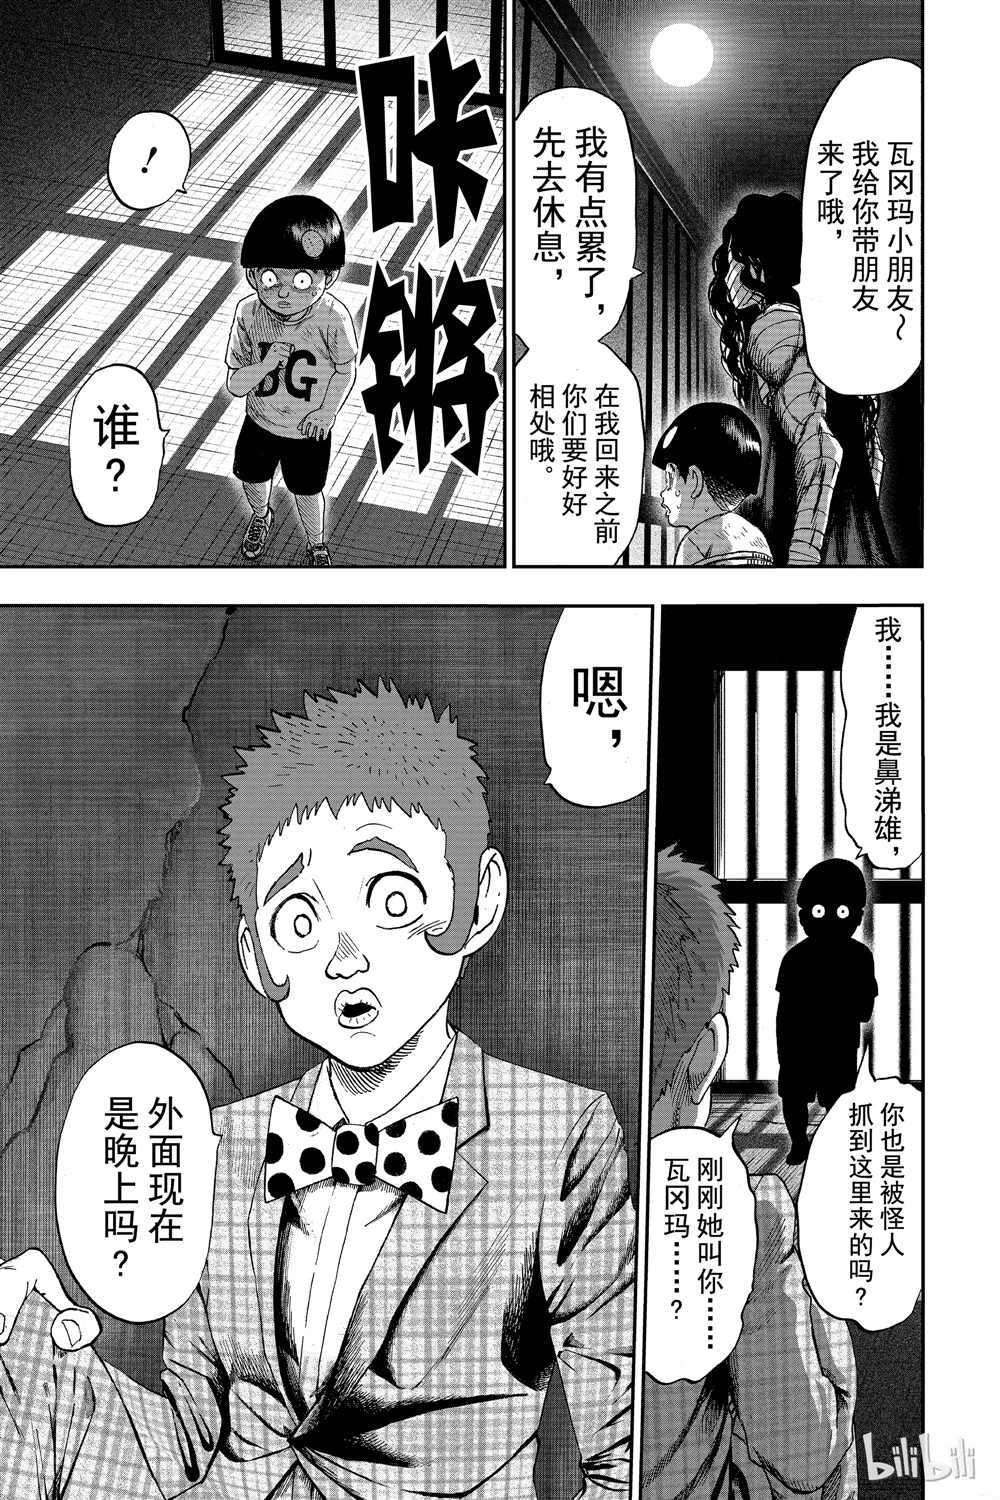 瓦冈玛小朋友～
我给你带朋友
来了哦，
我有点累了，
先去休息，
在我回来之前
你们要好好
相处哦。
咔
锵
！
BG
谁？
我……我是鼻涕雄，
你也是被怪人
抓到这里来的吗？
刚刚她叫你……
瓦冈玛……？
嗯，
外面现在
是晚上吗？
bilibili